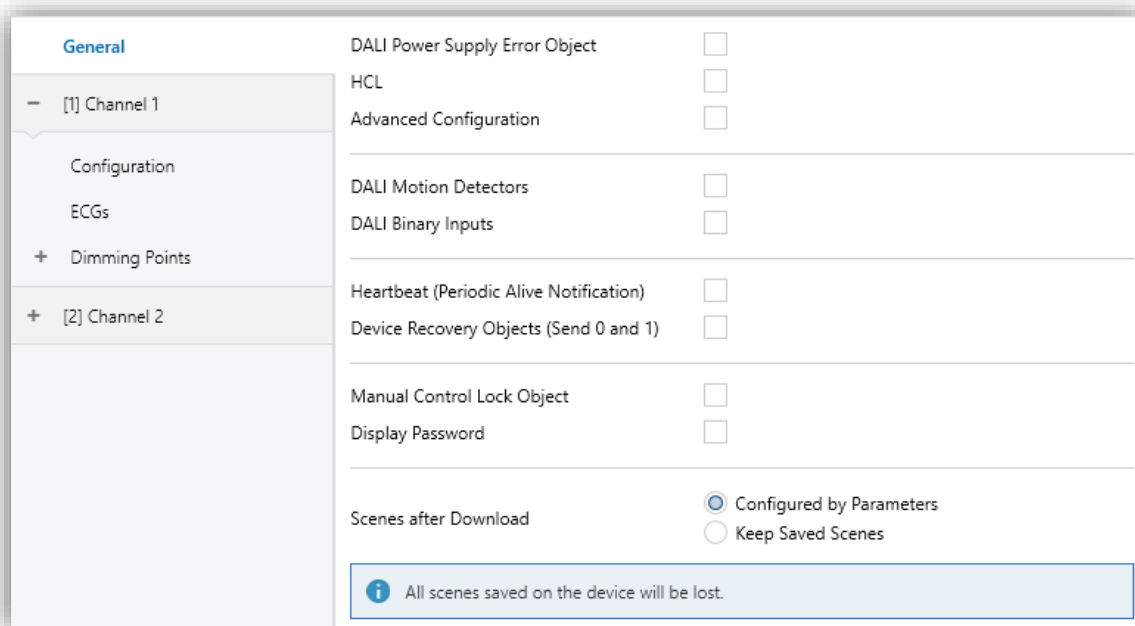 General
[1] Channel 1
Configuration
ECGs
Dimming Points
[2] Channel 2
DALI Power Supply Error Object
HCL
Advanced Configuration
DALI Motion Detectors
DALI Binary Inputs
Heartbeat (Periodic Alive Notification)
Device Recovery Objects (Send 0 and 1)
Manual Control Lock Object
Display Password
Scenes after Download
Configured by Parameters
Keep Saved Scenes
All scenes saved on the device will be lost.